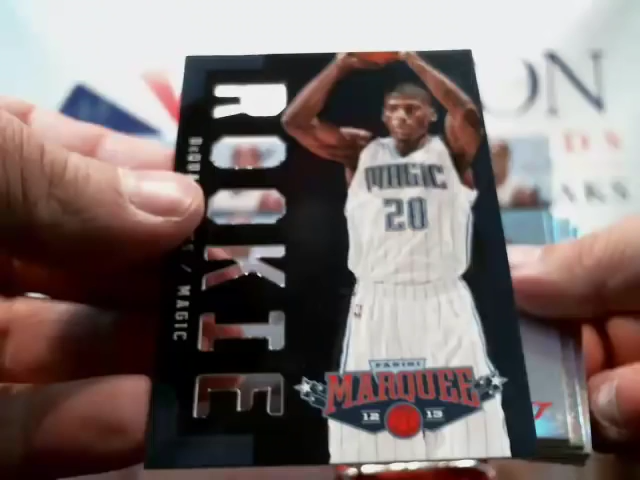 ROOKIE
/ MAGIC
MAGIC
20
PANINI
MARQUEE
12 13
ON